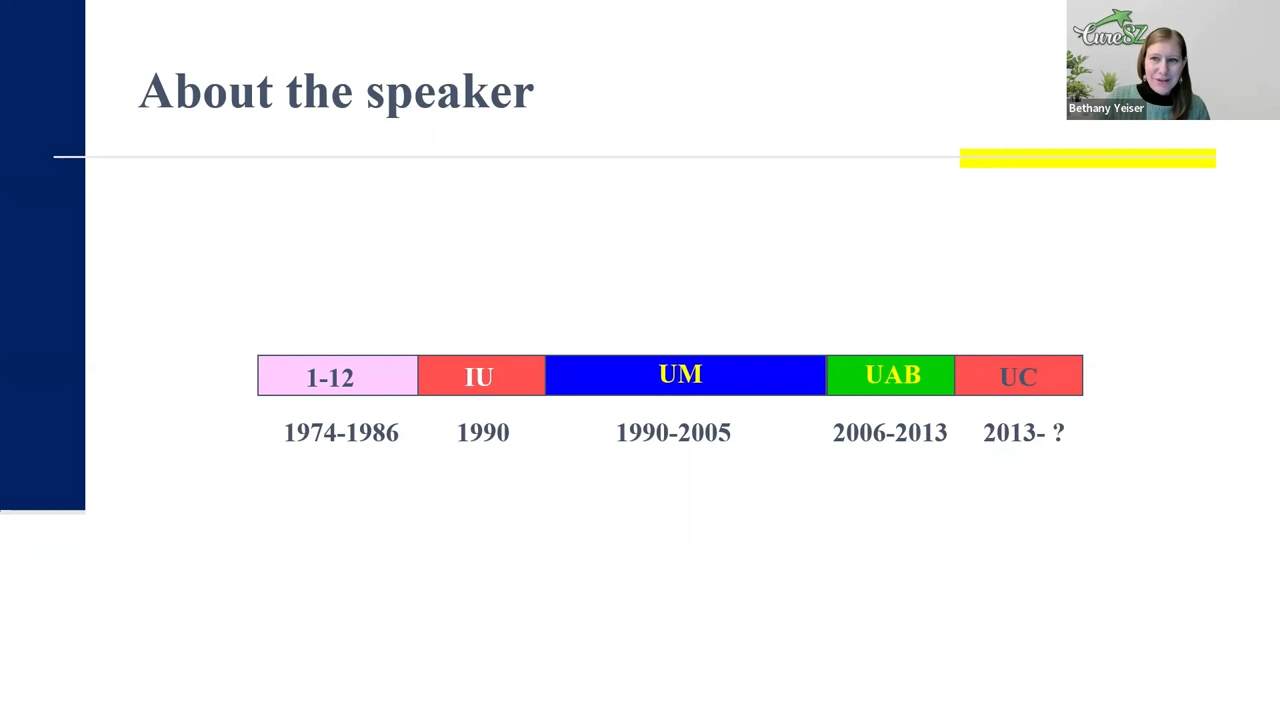 About the speaker
CureSZ
Bethany Yeiser
1-12 IU UM UAB UC
1974-1986 1990 1990-2005 2006-2013 2013- ?